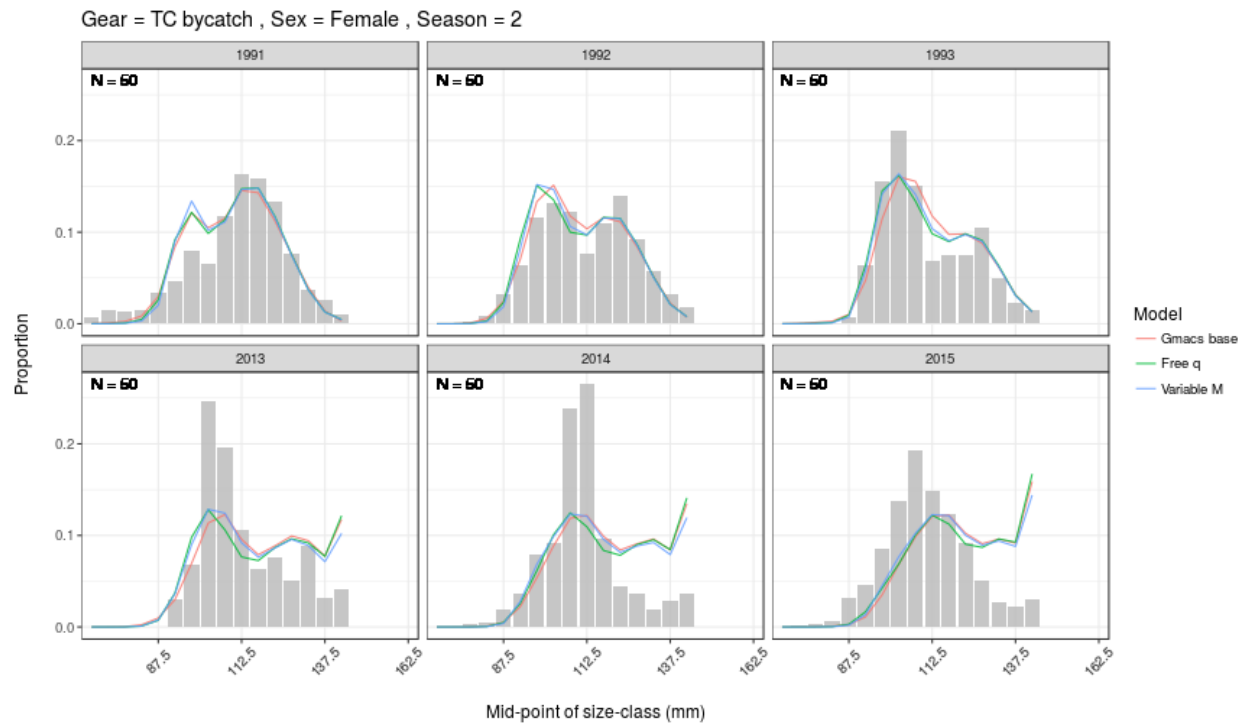 Gear = TC bycatch , Sex = Female , Season = 2
1991
1992
1993
N = 60
N = 60
N = 60
0.2
0.1
0.0
2013
2014
2015
N = 60
N = 60
N = 60
0.2
0.1
0.0
Proportion
87.5
112.5
137.5
162.5
87.5
112.5
137.5
162.5
87.5
112.5
137.5
162.5
Mid-point of size-class (mm)
Model
Gmacs base
Free q
Variable M